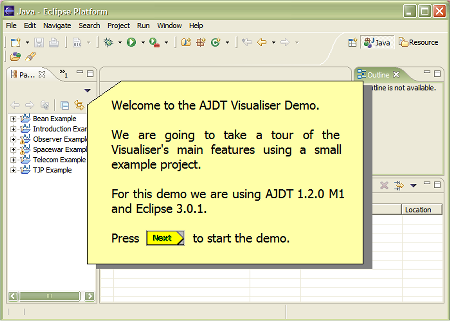 Java - Eclipse Platform
File Edit Navigate Search Project Run Window Help
Java Resource
Pa...
Outline
utline is not available.
Bean Example
Introduction Examp
Observer Example
Spacewar Example
Telecom Example
TJP Example
Welcome to the AJDT Visualiser Demo.
We are going to take a tour of the
Visualiser's main features using a small
example project.
For this demo we are using AJDT 1.2.0 M1
and Eclipse 3.0.1.
Press Next to start the demo.
Location